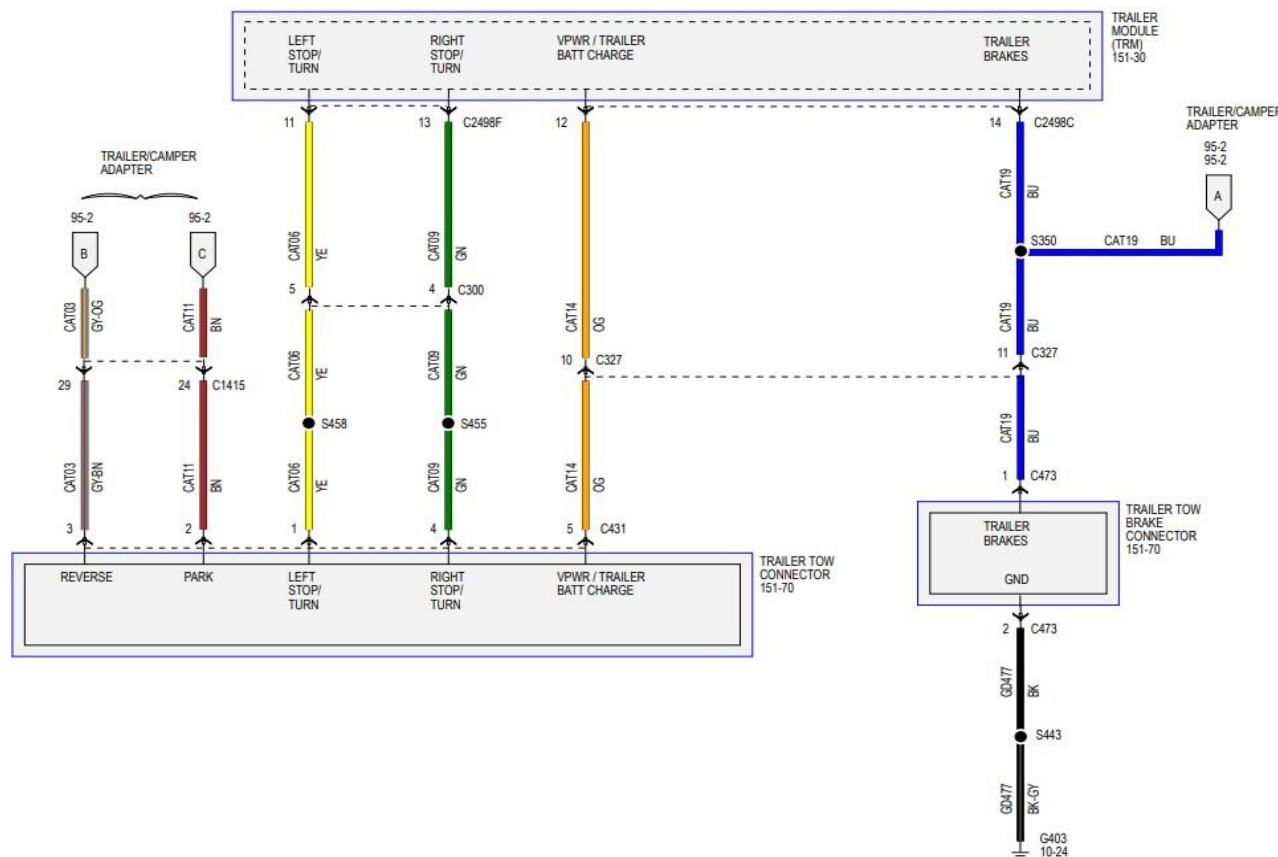 TRAILER
MODULE
(TRM)
151-30
LEFT
STOP/
TURN
RIGHT
STOP/
TURN
VPWR / TRAILER
BATT CHARGE
TRAILER
BRAKES
11
13
C2498F
12
14
C2498C
TRAILER/CAMPER
ADAPTER
95-2
95-2
A
TRAILER/CAMPER
ADAPTER
95-2
95-2
B
C
CAT06
YE
CAT09
GN
CAT19
BU
S350
CAT19
BU
5
4
C300
CAT03
GY-OG
CAT11
BN
CAT14
OG
CAT19
BU
10
C327
11
C327
29
24
C1415
CAT06
YE
CAT09
GN
S458
S455
CAT03
GY-BN
CAT11
BN
CAT06
YE
CAT09
GN
CAT14
OG
CAT19
BU
1
C473
3
2
1
4
5
C431
TRAILER TOW
BRAKE
CONNECTOR
151-70
TRAILER
BRAKES
GND
TRAILER TOW
CONNECTOR
151-70
REVERSE
PARK
LEFT
STOP/
TURN
RIGHT
STOP/
TURN
VPWR / TRAILER
BATT CHARGE
2
C473
GD477
BK
S443
GD477
BK-GY
G403
10-24